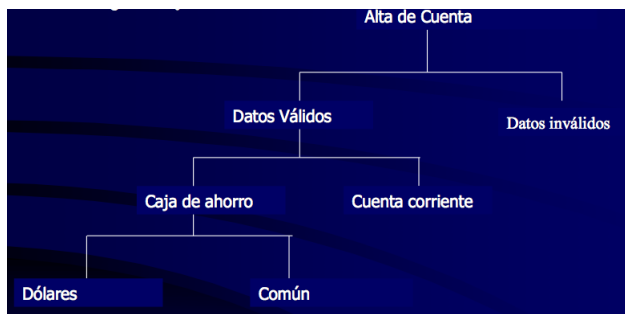 Alta de Cuenta
Datos Válidos
Datos inválidos
Caja de ahorro
Cuenta corriente
Dólares
Común